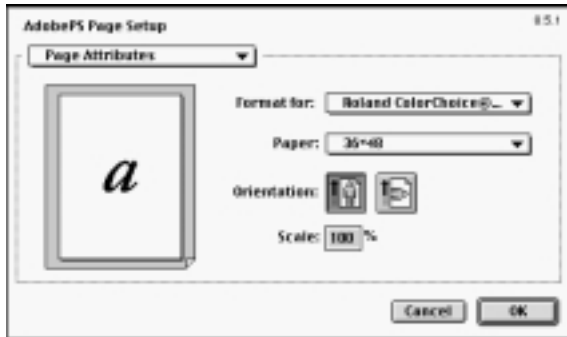 AdobePS Page Setup
8.5.1
Page Attributes
Format for: Roland ColorChoice®...
Paper: 36*48
a
Orientation:
Scale: 100 %
Cancel
OK